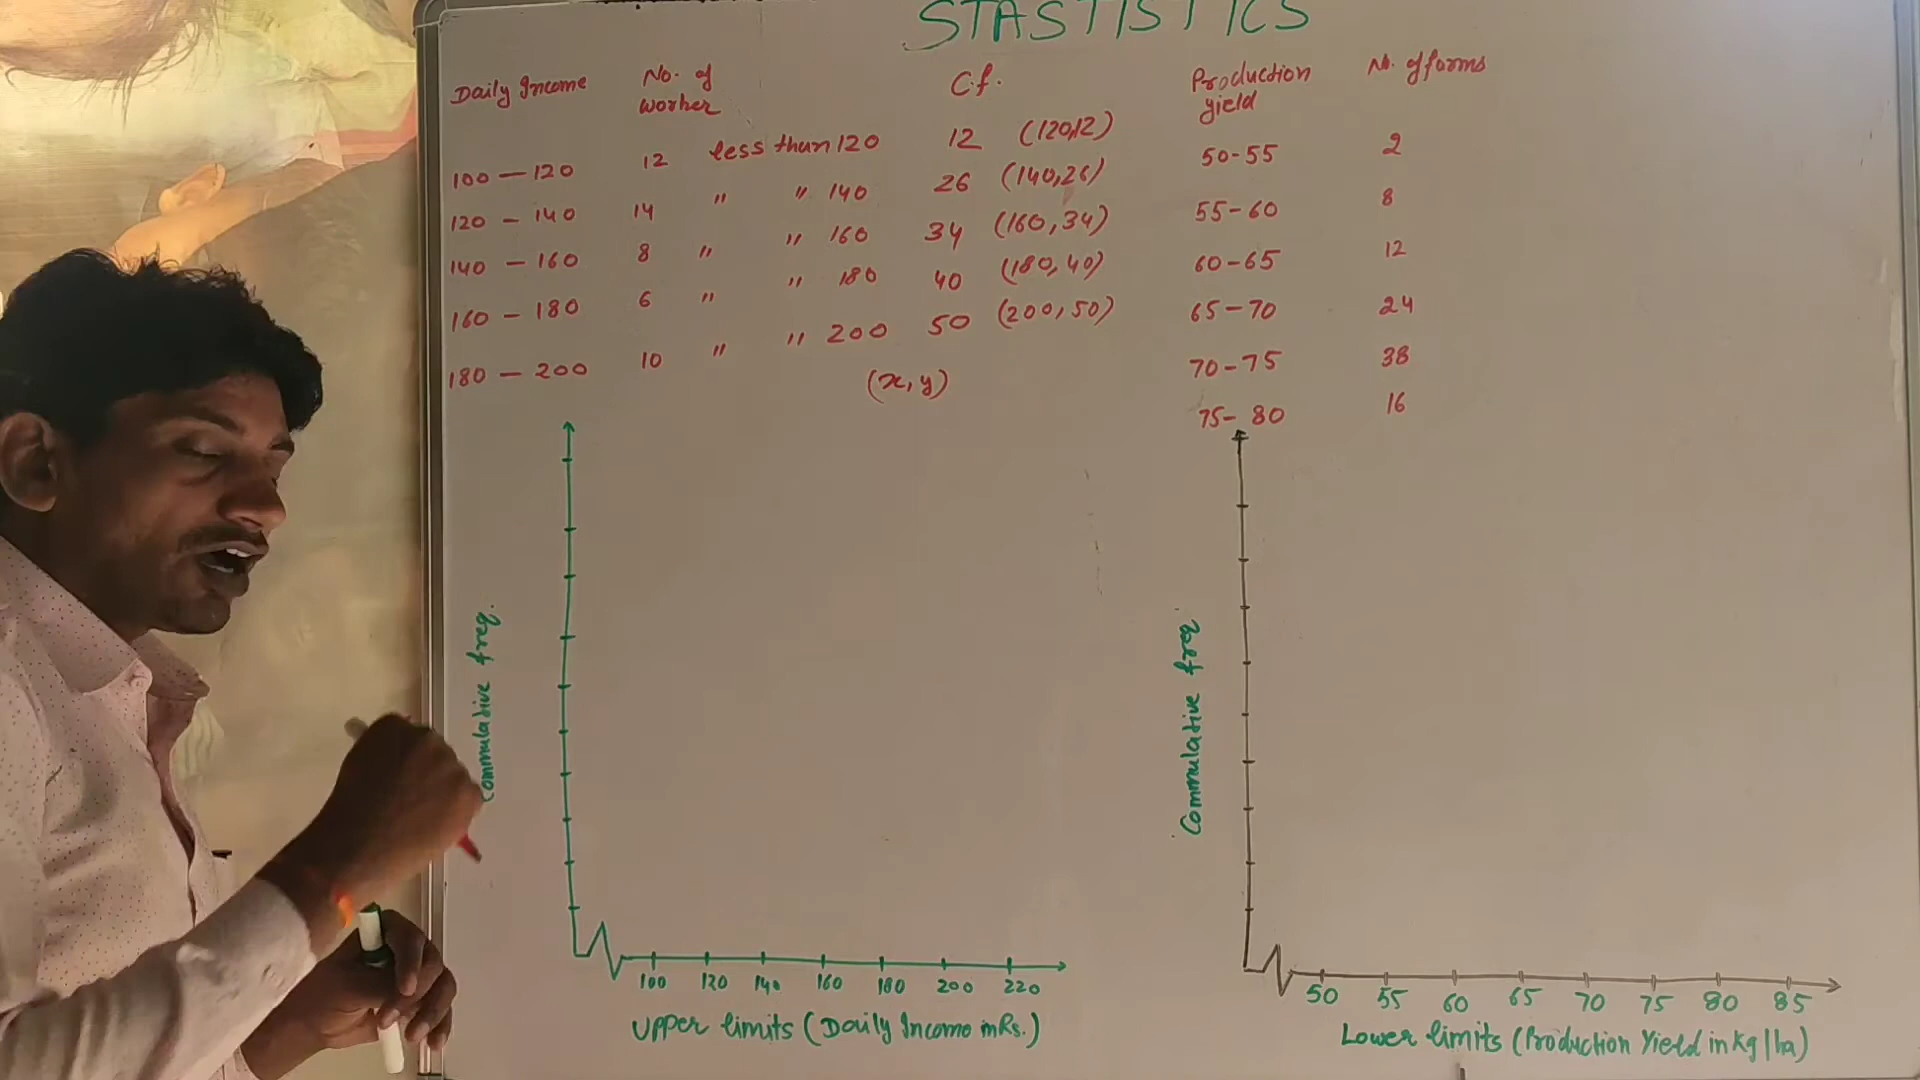 STASTISTICS
Daily Income No. of worker C.f.
100 — 120 12 less than 120 12 (120,12)
120 - 140 14 " " 140 26 (140,26)
140 - 160 8 " " 160 34 (160,34)
160 - 180 6 " " 180 40 (180,40)
180 — 200 10 " " 200 50 (200,50)
(x, y)
Production yield No. of forms
50-55 2
55-60 8
60-65 12
65-70 24
70-75 38
75-80 16
Commulative freq.
100 120 140 160 180 200 220
Upper limits (Daily Income in Rs.)
Commulative freq.
50 55 60 65 70 75 80 85
Lower limits (Production Yield in kg/ha)